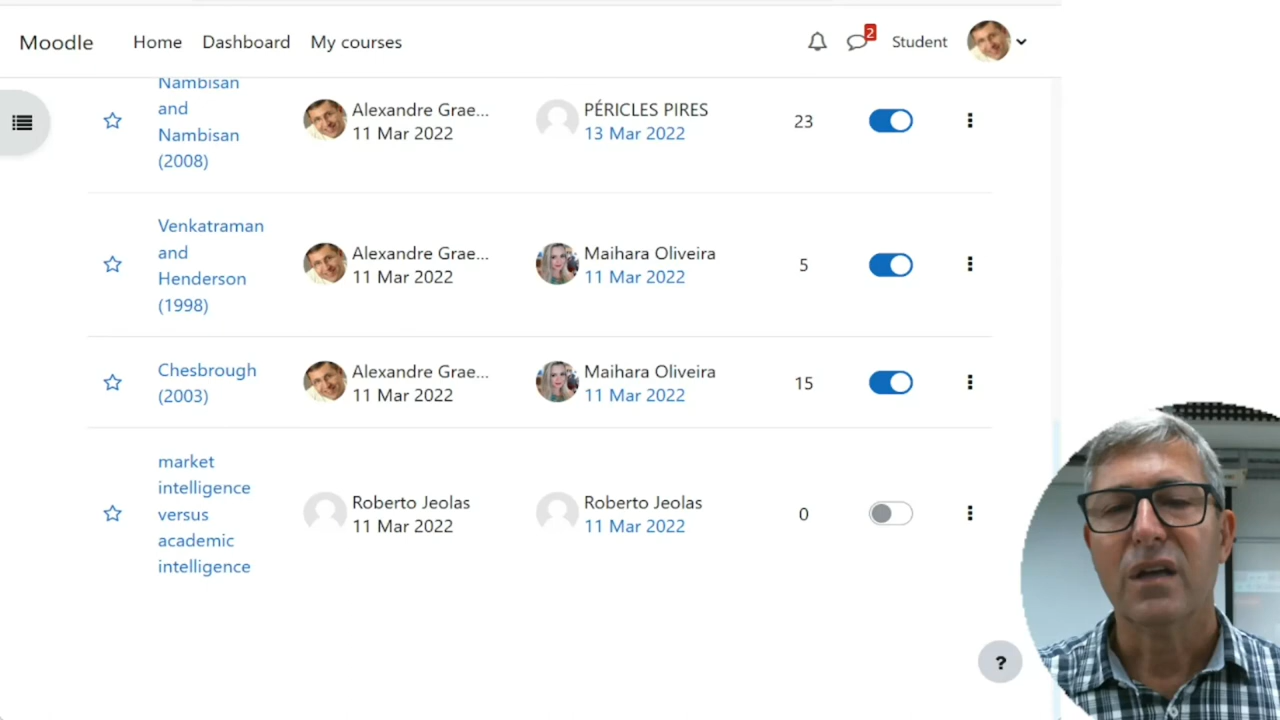 Moodle Home Dashboard My courses 2 Student
Nambisan
and
Nambisan
(2008)
Alexandre Grae...
11 Mar 2022
PÉRICLES PIRES
13 Mar 2022
23
Venkatraman
and
Henderson
(1998)
Alexandre Grae...
11 Mar 2022
Maihara Oliveira
11 Mar 2022
5
Chesbrough
(2003)
Alexandre Grae...
11 Mar 2022
Maihara Oliveira
11 Mar 2022
15
market
intelligence
versus
academic
intelligence
Roberto Jeolas
11 Mar 2022
Roberto Jeolas
11 Mar 2022
0
?